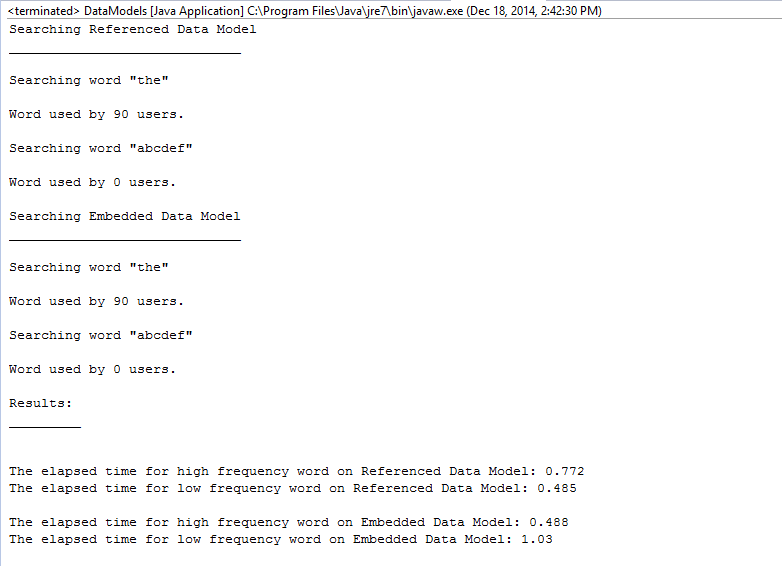 <terminated> DataModels [Java Application] C:\Program Files\Java\jre7\bin\javaw.exe (Dec 18, 2014, 2:42:30 PM)
Searching Referenced Data Model
_____________________________
Searching word "the"
Word used by 90 users.
Searching word "abcdef"
Word used by 0 users.
Searching Embedded Data Model
_____________________________
Searching word "the"
Word used by 90 users.
Searching word "abcdef"
Word used by 0 users.
Results:
_________
The elapsed time for high frequency word on Referenced Data Model: 0.772
The elapsed time for low frequency word on Referenced Data Model: 0.485
The elapsed time for high frequency word on Embedded Data Model: 0.488
The elapsed time for low frequency word on Embedded Data Model: 1.03